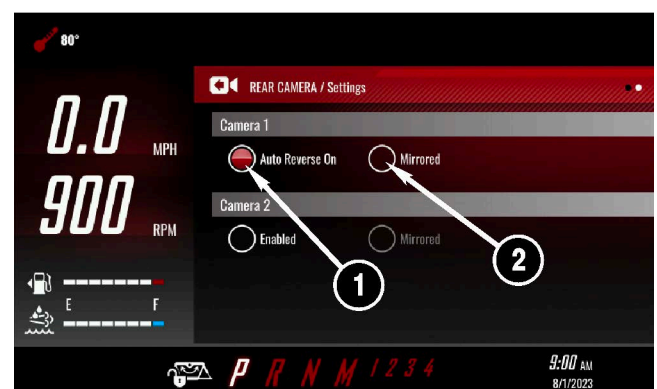 80°
REAR CAMERA / Settings
0.0 MPH
900 RPM
Camera 1
Auto Reverse On Mirrored
Camera 2
Enabled Mirrored
1
2
E F
P R N M 1 2 3 4
9:00 AM
8/1/2023